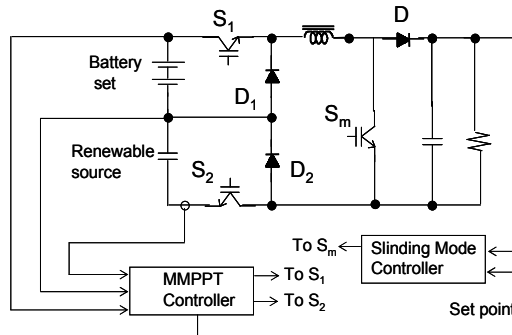 S1
D
Battery
set
D1
Sm
Renewable
source
S2
D2
To Sm
Slinding Mode
Controller
MMPPT
Controller
To S1
To S2
Set point